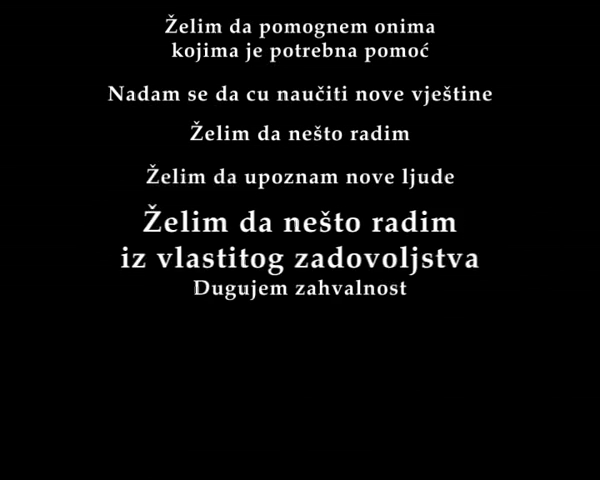 Želim da pomognem onima
kojima je potrebna pomoć
Nadam se da cu naučiti nove vještine
Želim da nešto radim
Želim da upoznam nove ljude
Želim da nešto radim
iz vlastitog zadovoljstva
Dugujem zahvalnost